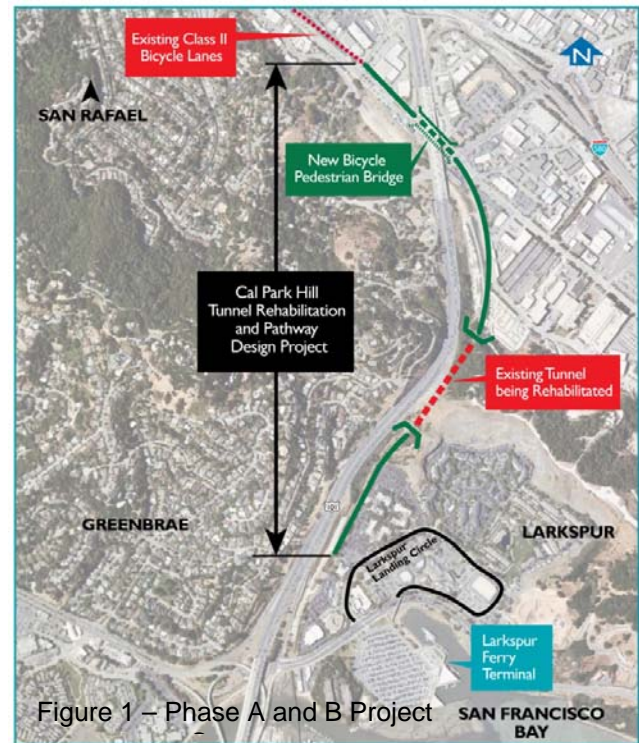 Existing Class II
Bicycle Lanes
N
SAN RAFAEL
580
New Bicycle
Pedestrian Bridge
Cal Park Hill
Tunnel Rehabilitation
and Pathway
Design Project
Existing Tunnel
being Rehabilitated
101
GREENBRAE
LARKSPUR
Larkspur
Landing Circle
Larkspur
Ferry
Terminal
Figure 1 – Phase A and B Project
SAN FRANCISCO
BAY